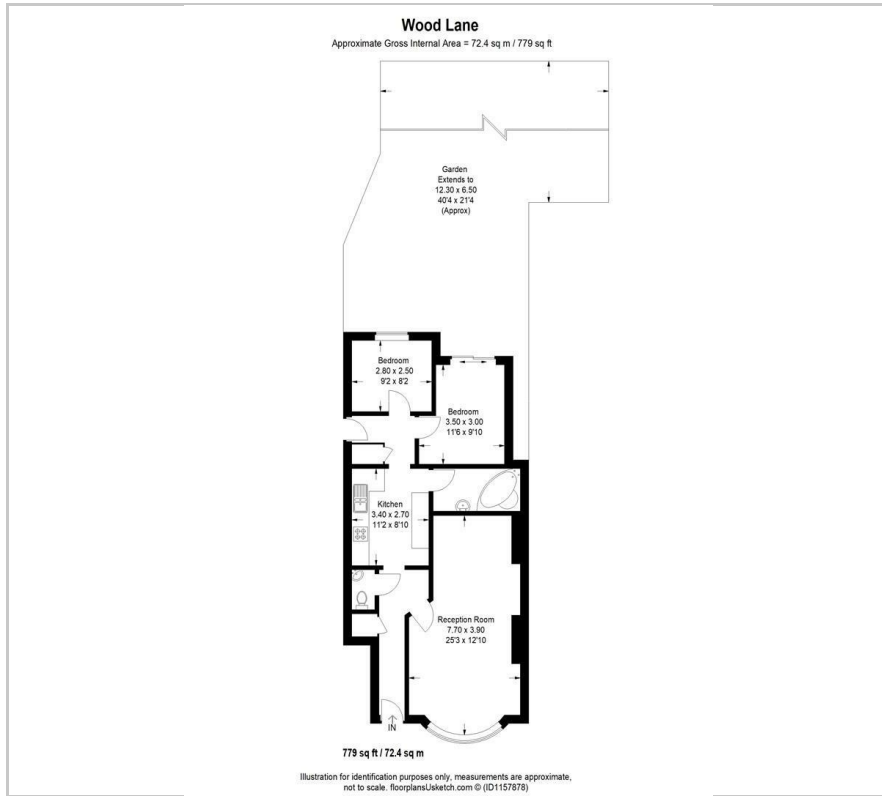 Wood Lane
Approximate Gross Internal Area = 72.4 sq m / 779 sq ft
Garden
Extends to
12.30 x 6.50
40'4 x 21'4
(Approx)
Bedroom
2.80 x 2.50
9'2 x 8'2
Bedroom
3.50 x 3.00
11'6 x 9'10
Kitchen
3.40 x 2.70
11'2 x 8'10
Reception Room
7.70 x 3.90
25'3 x 12'10
IN
779 sq ft / 72.4 sq m
Illustration for identification purposes only, measurements are approximate,
not to scale. floorplansUsketch.com © (ID1157878)